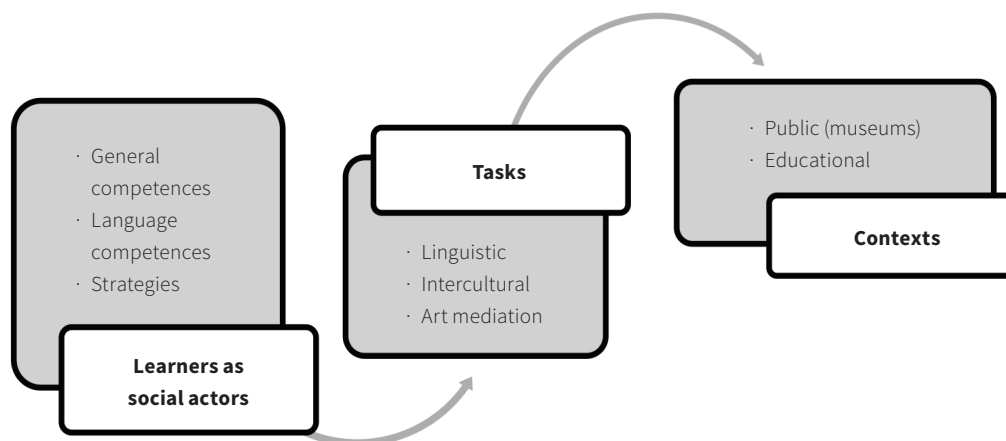 · General
competences
· Language
competences
· Strategies
Learners as
social actors
Tasks
· Linguistic
· Intercultural
· Art mediation
· Public (museums)
· Educational
Contexts